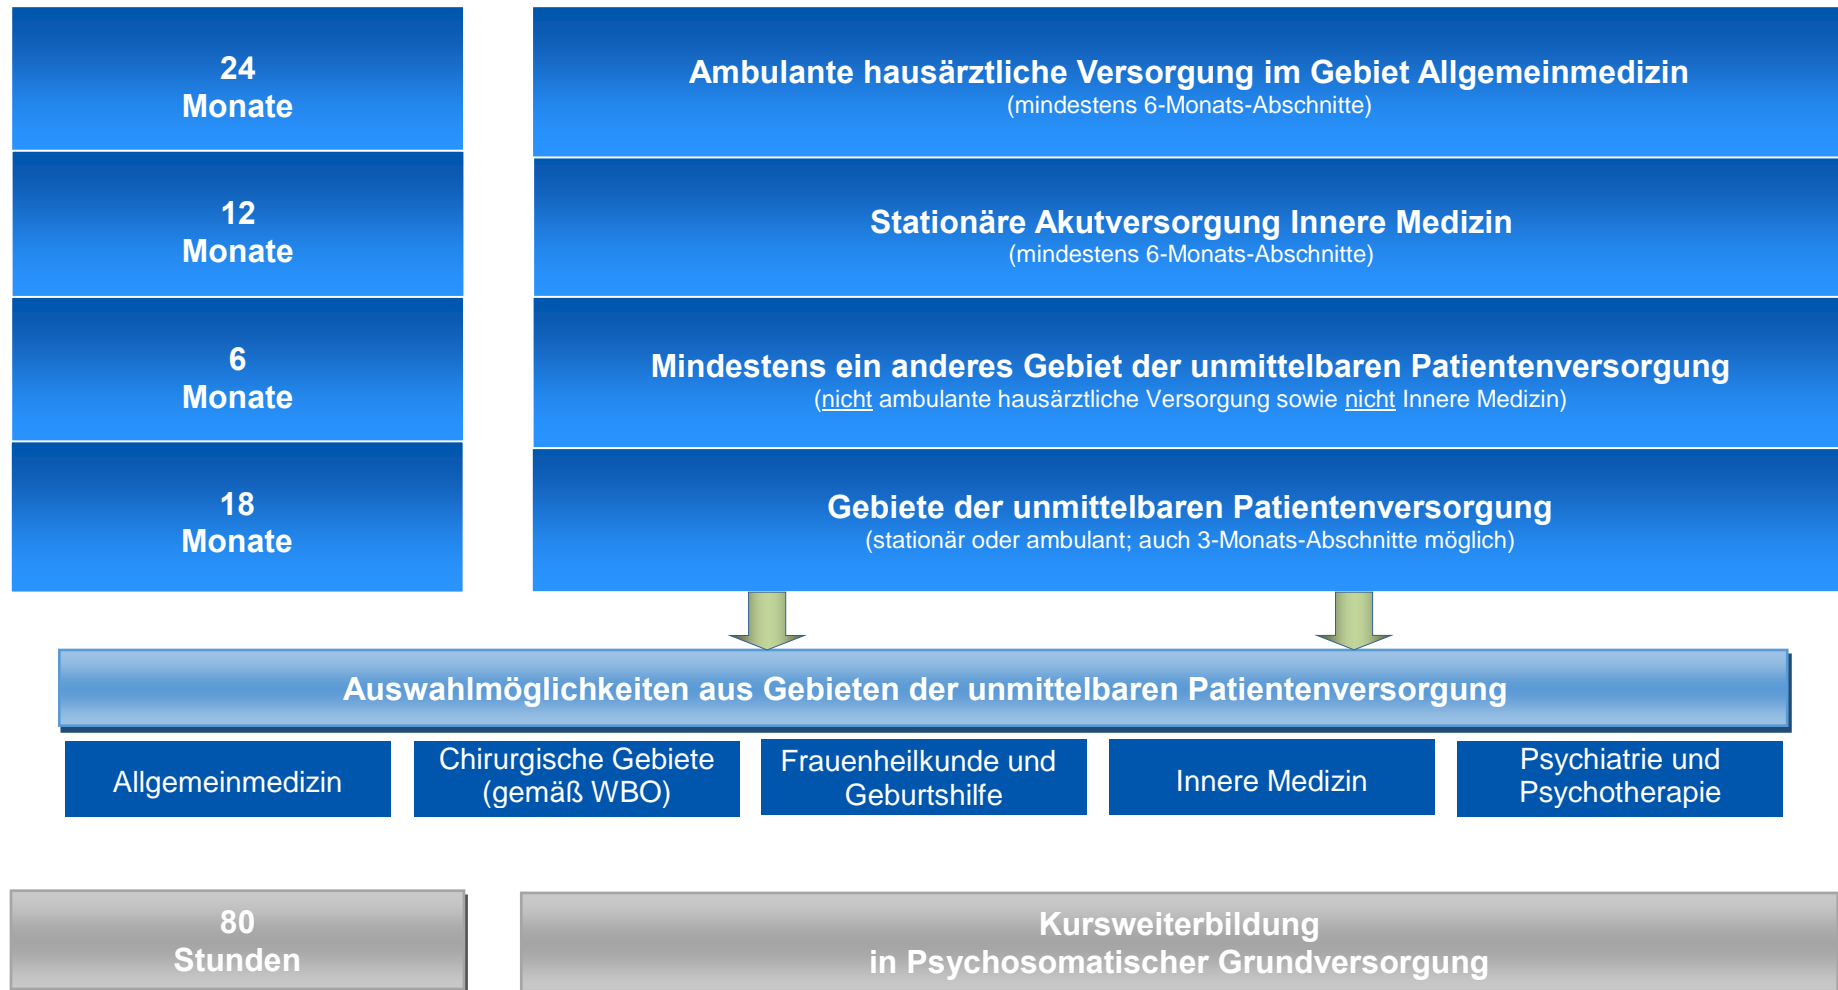 24
Monate
Ambulante hausärztliche Versorgung im Gebiet Allgemeinmedizin
(mindestens 6-Monats-Abschnitte)
12
Monate
Stationäre Akutversorgung Innere Medizin
(mindestens 6-Monats-Abschnitte)
6
Monate
Mindestens ein anderes Gebiet der unmittelbaren Patientenversorgung
(nicht ambulante hausärztliche Versorgung sowie nicht Innere Medizin)
18
Monate
Gebiete der unmittelbaren Patientenversorgung
(stationär oder ambulant; auch 3-Monats-Abschnitte möglich)
Auswahlmöglichkeiten aus Gebieten der unmittelbaren Patientenversorgung
Allgemeinmedizin
Chirurgische Gebiete
(gemäß WBO)
Frauenheilkunde und
Geburtshilfe
Innere Medizin
Psychiatrie und
Psychotherapie
80
Stunden
Kursweiterbildung
in Psychosomatischer Grundversorgung